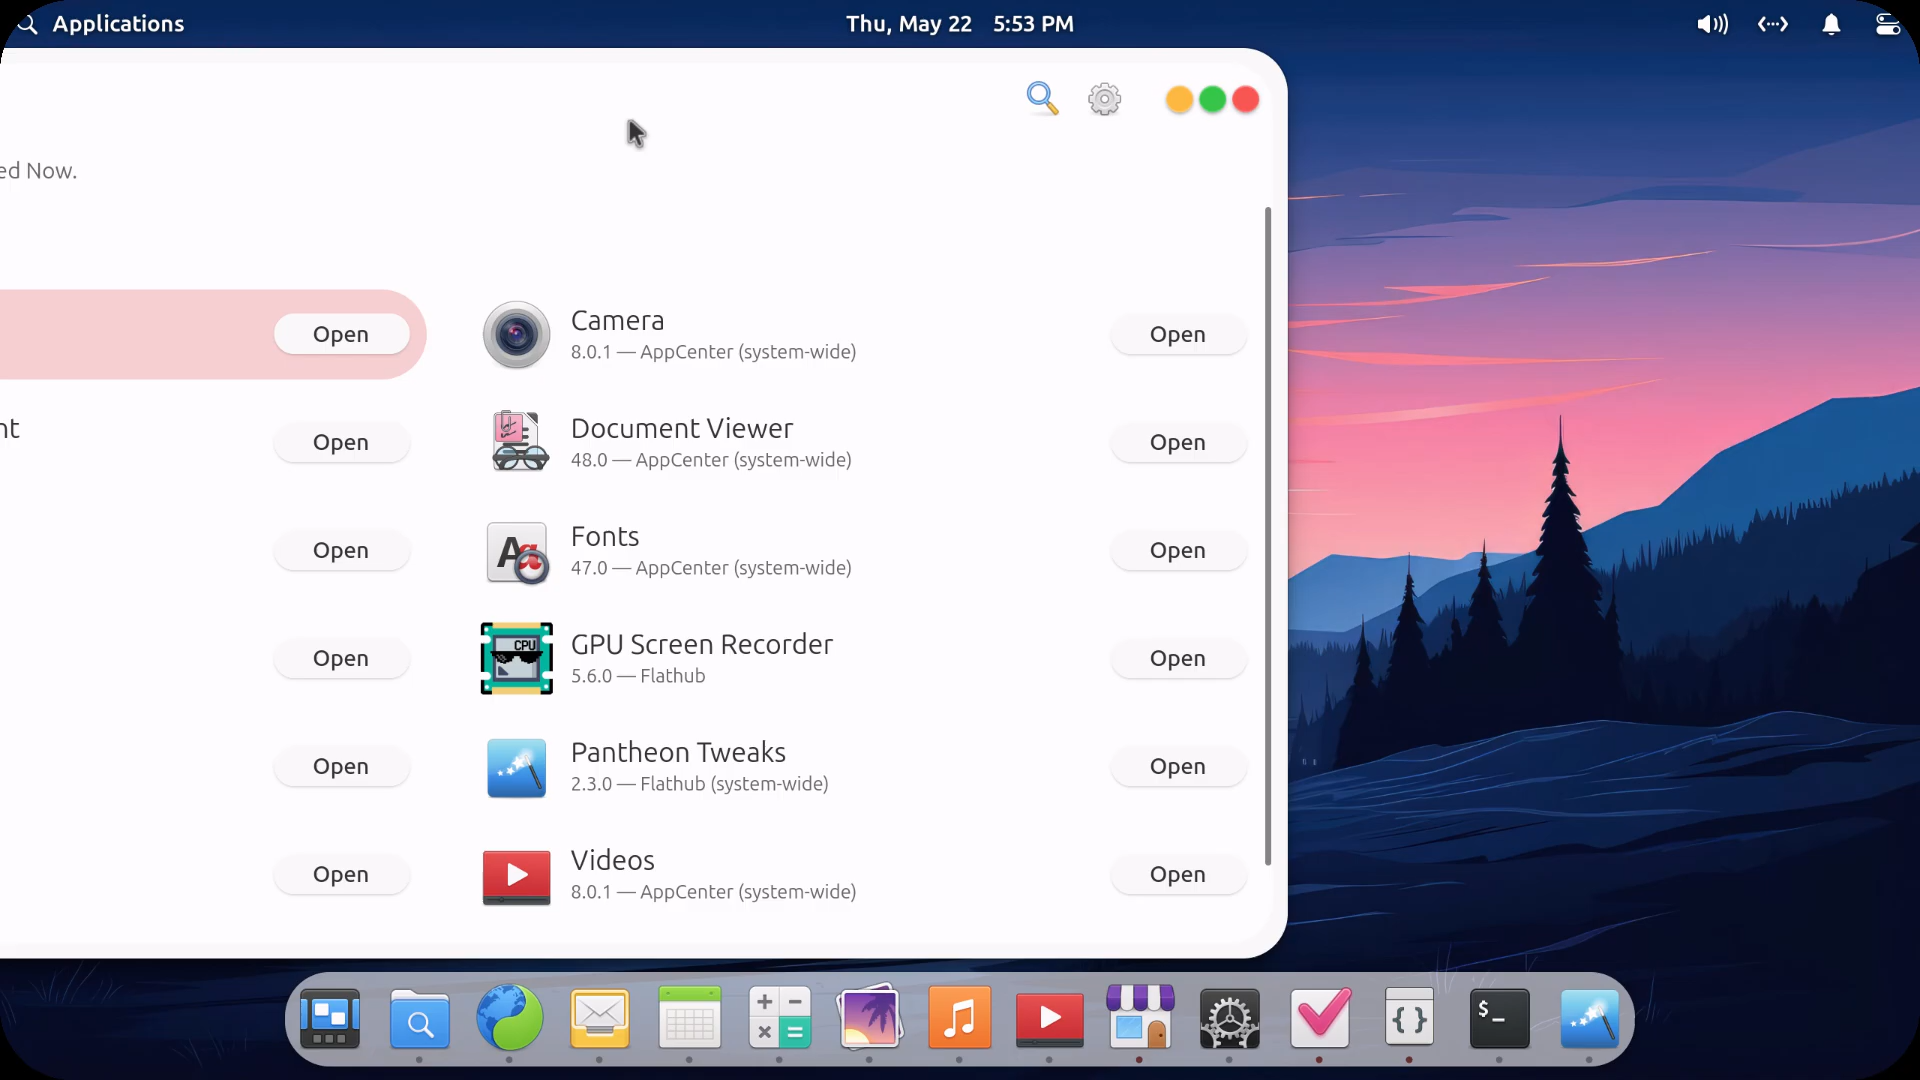 Applications
Thu, May 22 5:53 PM
ed Now.
Open
Camera
8.0.1 — AppCenter (system-wide)
Open
nt
Open
Document Viewer
48.0 — AppCenter (system-wide)
Open
Open
Fonts
47.0 — AppCenter (system-wide)
Open
Open
CPU
GPU Screen Recorder
5.6.0 — Flathub
Open
Open
Pantheon Tweaks
2.3.0 — Flathub (system-wide)
Open
Open
Videos
8.0.1 — AppCenter (system-wide)
Open